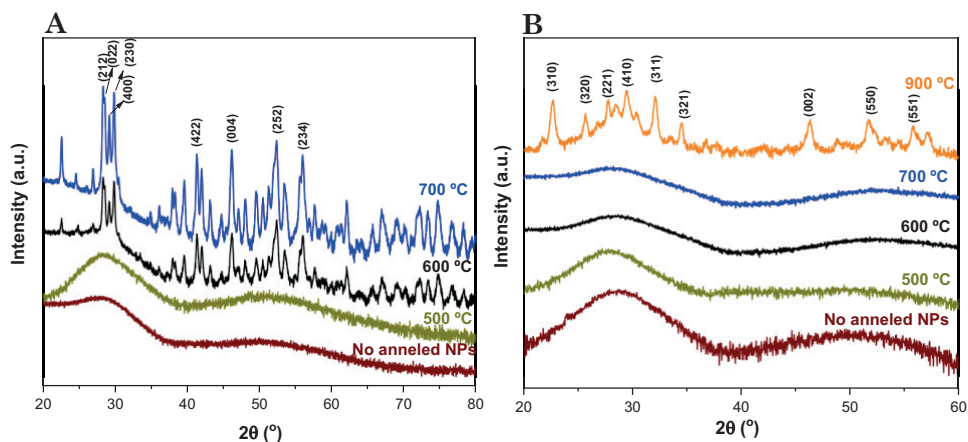 A
(212)
(022)
(230)
(400)
(422)
(004)
(252)
(234)
700 ºC
600 ºC
500 ºC
No anneled NPs
Intensity (a.u.)
20 30 40 50 60 70 80
2θ (º)
B
(310)
(320)
(221)
(410)
(311)
(321)
(002)
(550)
(551)
900 ºC
700 ºC
600 ºC
500 ºC
No anneled NPs
Intensity (a.u.)
20 30 40 50 60
2θ (º)